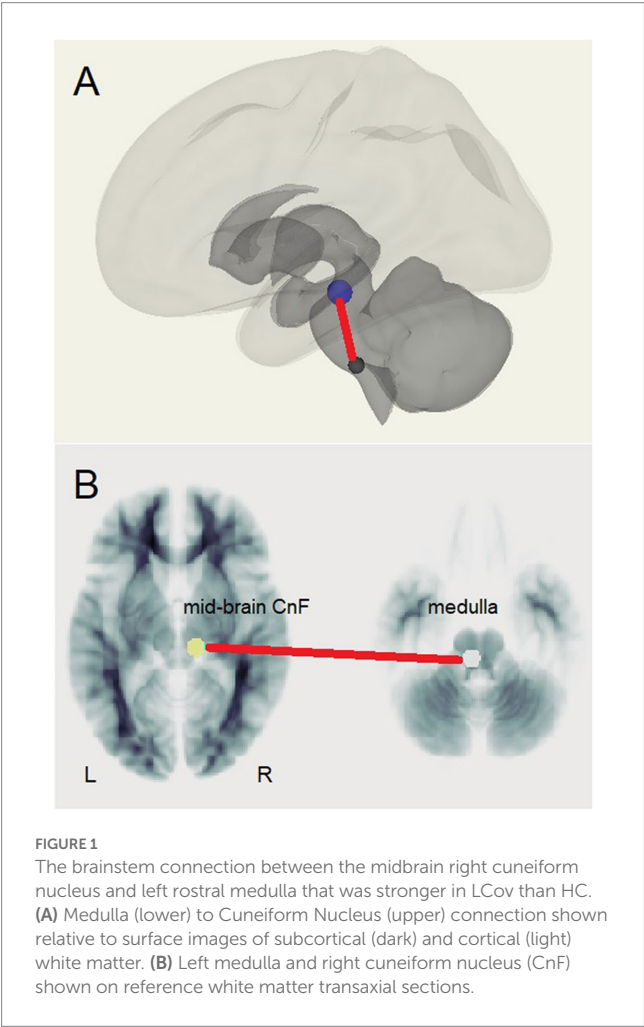 A
B
mid-brain CnF
medulla
L
R
FIGURE 1
The brainstem connection between the midbrain right cuneiform
nucleus and left rostral medulla that was stronger in LCov than HC.
(A) Medulla (lower) to Cuneiform Nucleus (upper) connection shown
relative to surface images of subcortical (dark) and cortical (light)
white matter. (B) Left medulla and right cuneiform nucleus (CnF)
shown on reference white matter transaxial sections.